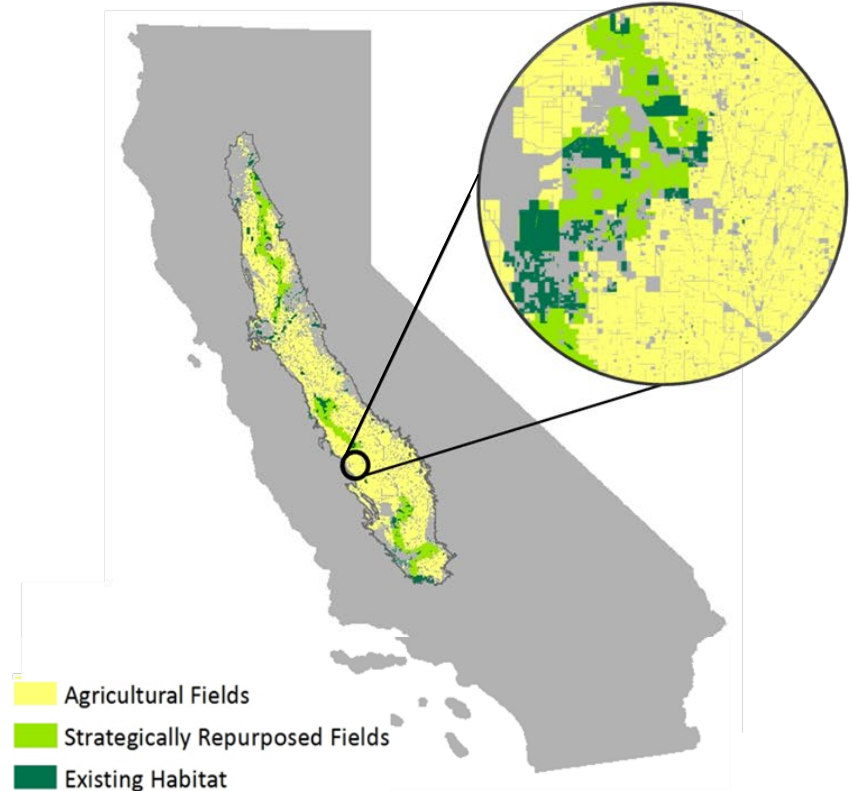 Agricultural Fields
Strategically Repurposed Fields
Existing Habitat